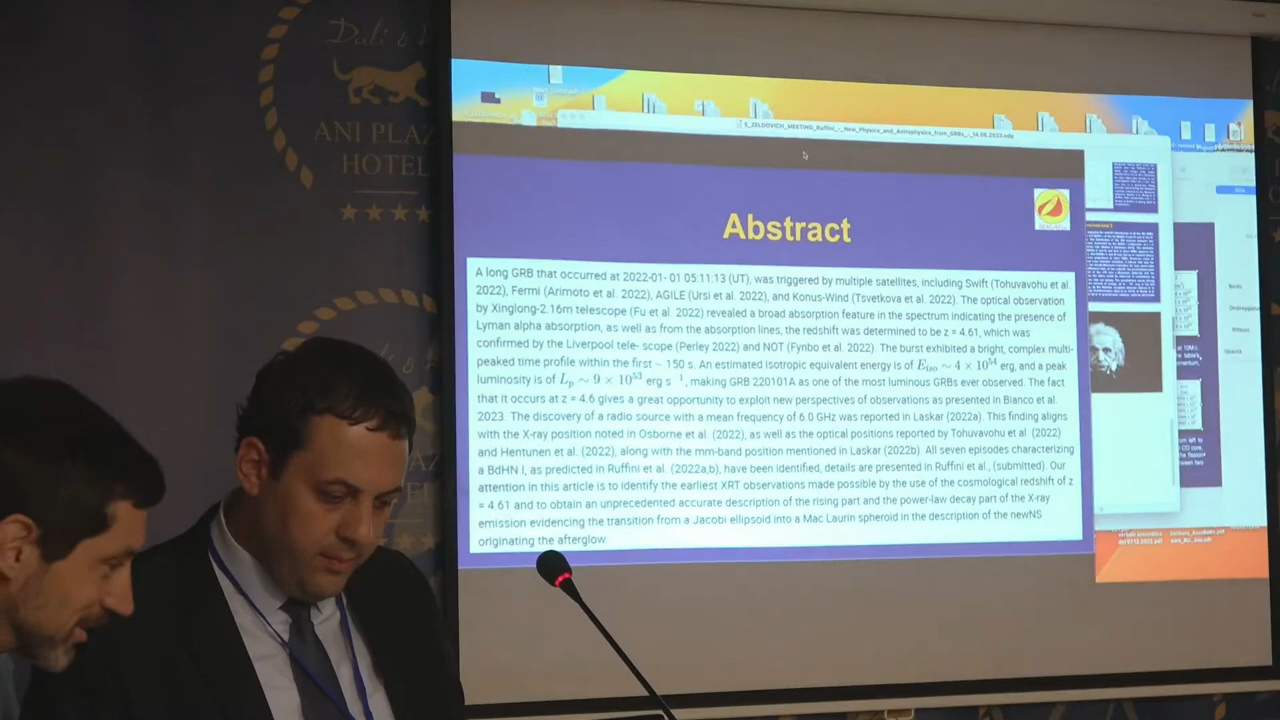 ANI PLAZ
HOTEL
5_ZELDOVICH_MEETING_Ruffini_-_New_Physics_and_Astrophysics_from_GRBs_-_14.06.2023.odp
Abstract
A long GRB that occurred at 2022-01- 01 05:11:13 (UT), was triggered by multiple satellites, including Swift (Tohuvavohu et al.
2022), Fermi (Arimoto et al. 2022), AGILE (Ursi et al. 2022), and Konus-Wind (Tsvetkova et al. 2022). The optical observation
by Xinglong-2.16m telescope (Fu et al. 2022) revealed a broad absorption feature in the spectrum indicating the presence of
Lyman alpha absorption, as well as from the absorption lines, the redshift was determined to be z = 4.61, which was
confirmed by the Liverpool tele- scope (Perley 2022) and NOT (Fynbo et al. 2022). The burst exhibited a bright, complex multi-
peaked time profile within the first ~ 150 s. An estimated isotropic equivalent energy is of E_iso ∼ 4 × 10^54 erg, and a peak
luminosity is of L_p ∼ 9 × 10^53 erg s ^−1, making GRB 220101A as one of the most luminous GRBs ever observed. The fact
that it occurs at z = 4.6 gives a great opportunity to exploit new perspectives of observations as presented in Bianco et al.
2023. The discovery of a radio source with a mean frequency of 6.0 GHz was reported in Laskar (2022a). This finding aligns
with the X-ray position noted in Osborne et al. (2022), as well as the optical positions reported by Tohuvavohu et al. (2022)
and Hentunen et al. (2022), along with the mm-band position mentioned in Laskar (2022b). All seven episodes characterizing
a BdHN I, as predicted in Ruffini et al. (2022a,b), have been identified, details are presented in Ruffini et al., (submitted). Our
attention in this article is to identify the earliest XRT observations made possible by the use of the cosmological redshift of z
= 4.61 and to obtain an unprecedented accurate description of the rising part and the power-law decay part of the X-ray
emission evidencing the transition from a Jacobi ellipsoid into a Mac Laurin spheroid in the description of the newNS
originating the afterglow.